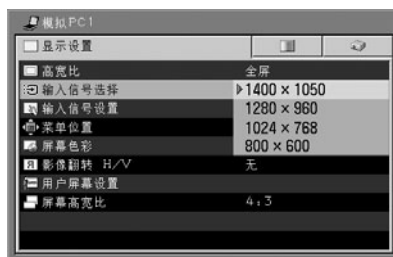 模拟PC1
显示设置
高宽比 全屏
输入信号选择 1400 × 1050
输入信号设置 1280 × 960
菜单位置 1024 × 768
屏幕色彩 800 × 600
影像翻转 H/V 无
用户屏幕设置
屏幕高宽比 4:3